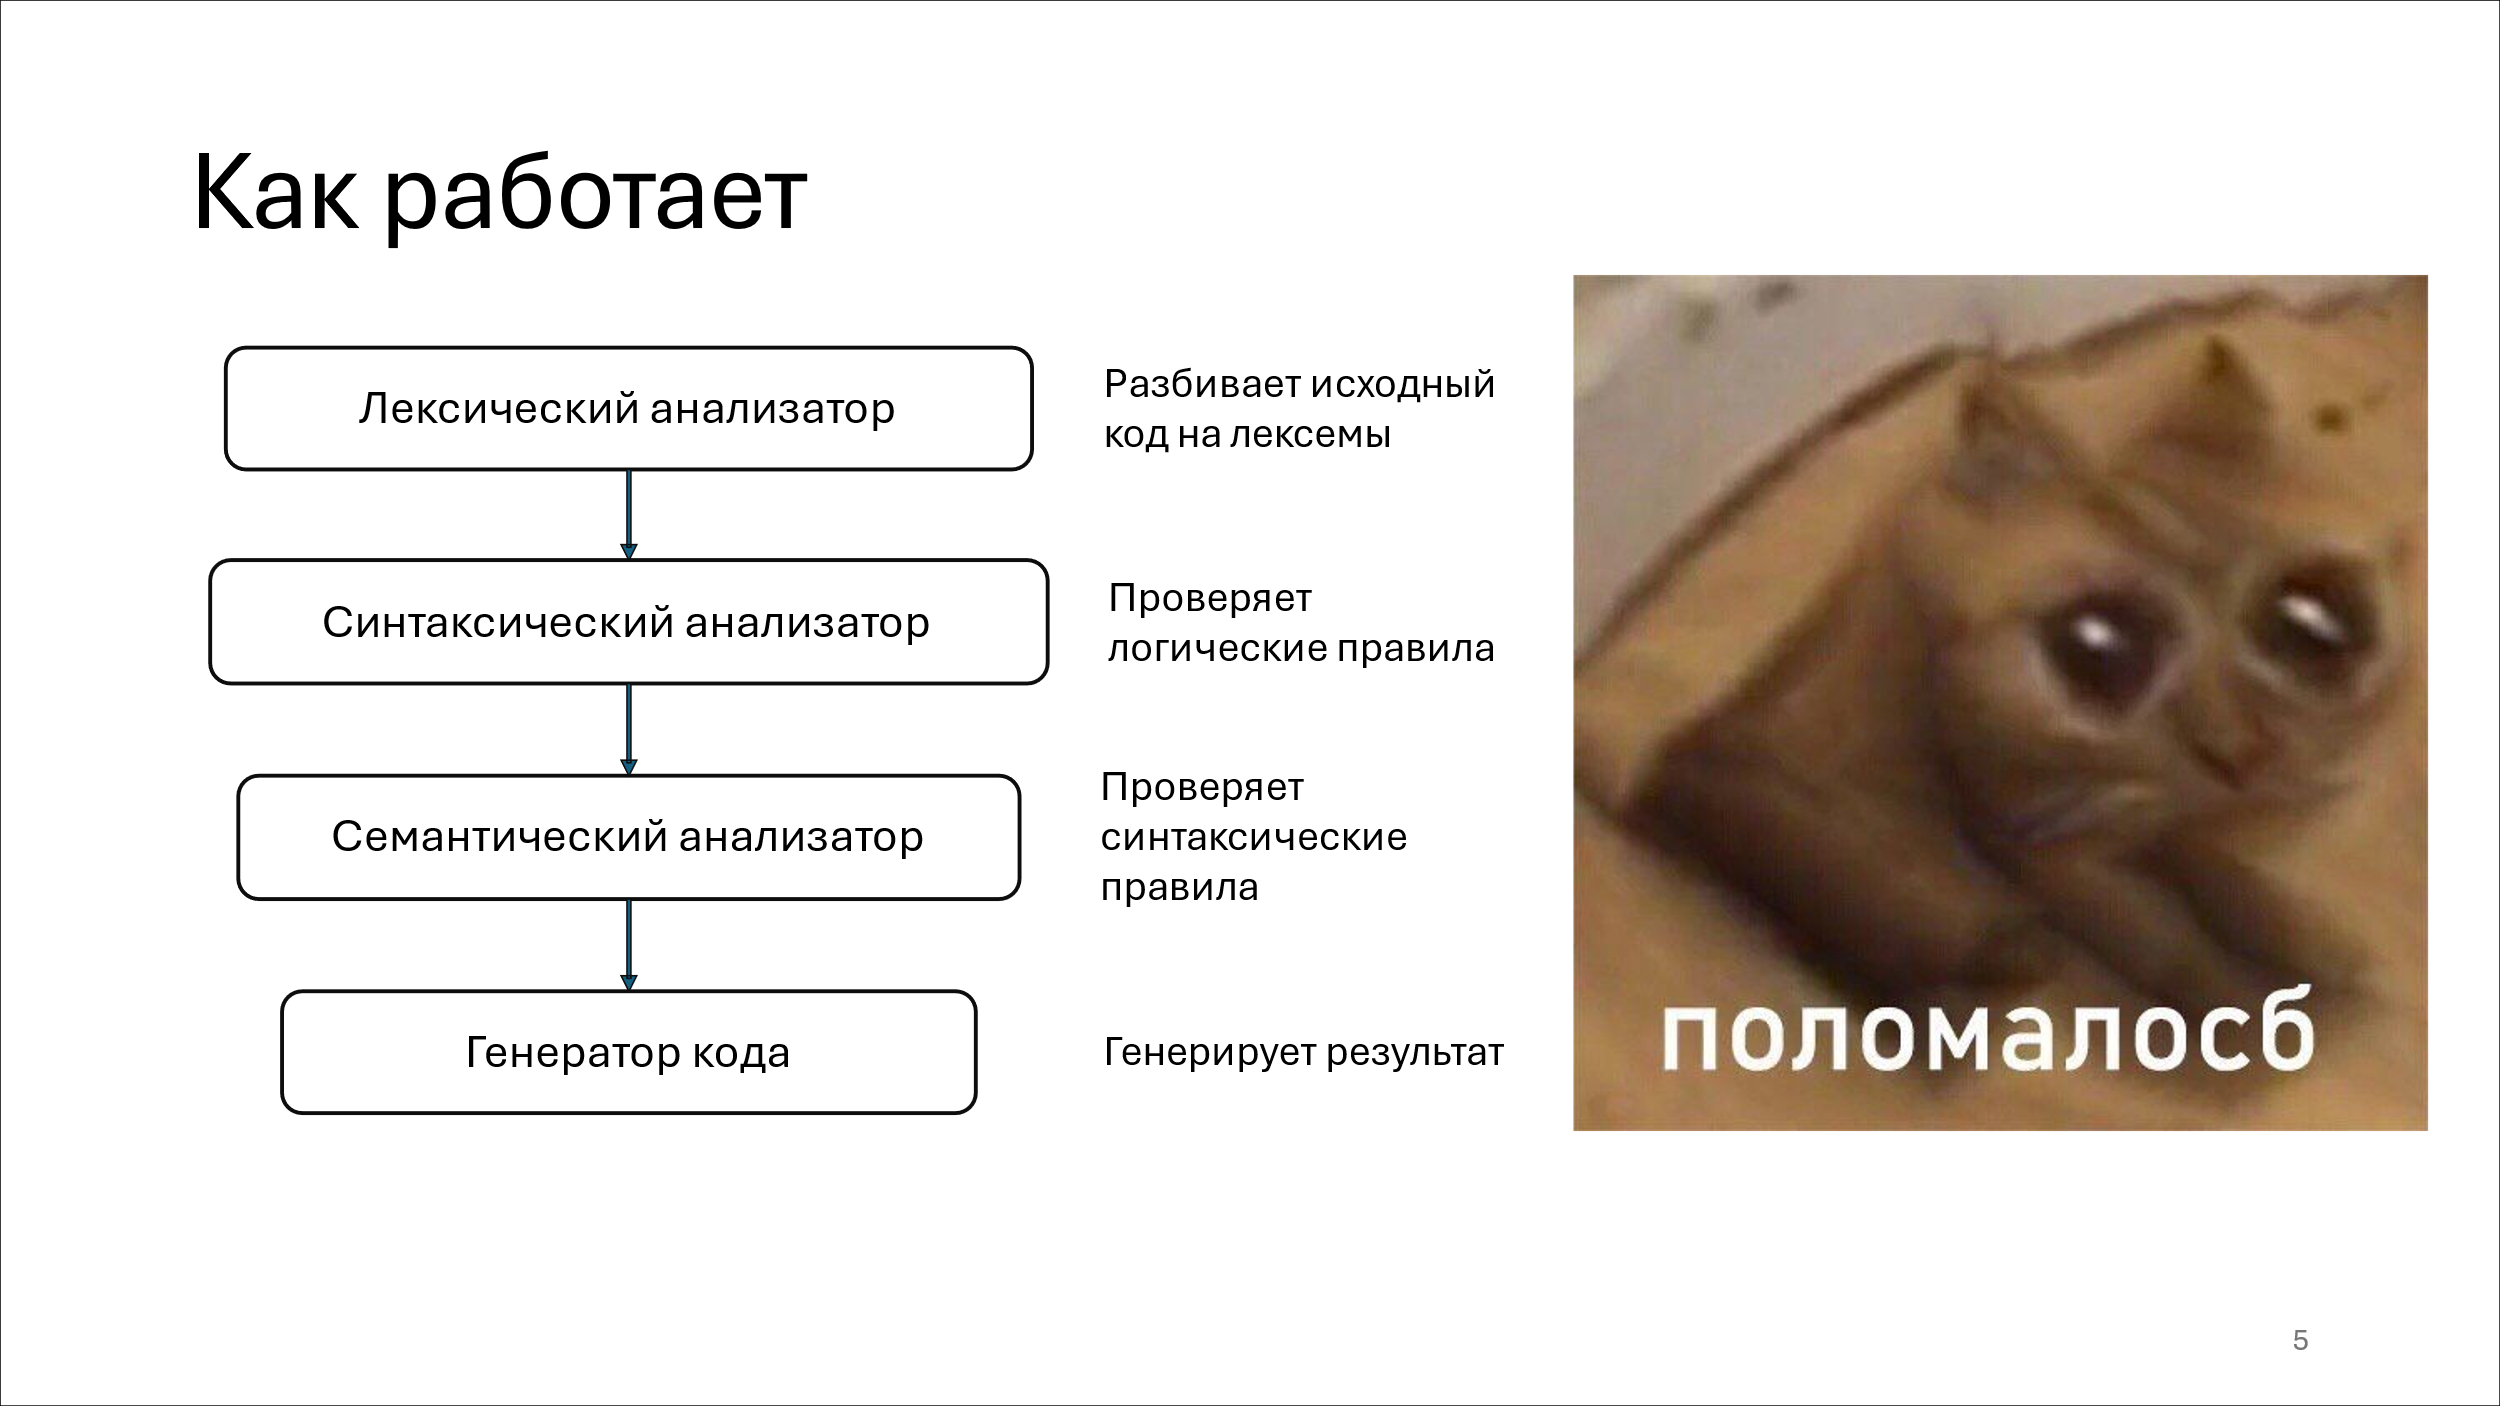 Как работает
Лексический анализатор
Разбивает исходный
код на лексемы
Синтаксический анализатор
Проверяет
логические правила
Семантический анализатор
Проверяет
синтаксические
правила
Генератор кода
Генерирует результат
поломалосб
5